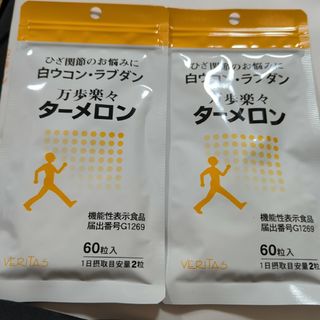 ひざ関節のお悩みに
白ウコン・ラブダン
万歩楽々
ターメロン
機能性表示食品
届出番号G1269
60粒入
1日摂取目安量2粒
VERITAS
ひざ関節のお悩みに
白ウコン・ラブダン
歩楽々
ターメロン
機能性表示食品
届出番号G1269
60粒入
1日摂取目安量2粒
VERITAS